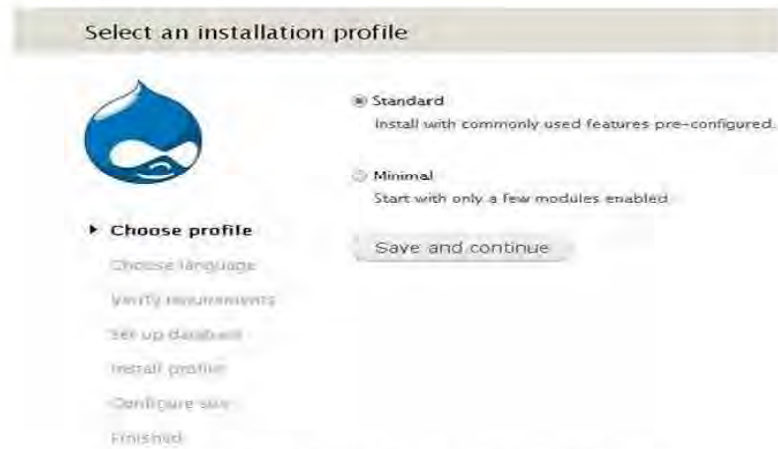 Select an installation profile
Standard
Install with commonly used features pre-configured.
Minimal
Start with only a few modules enabled
Save and continue
Choose profile
Choose language
Verify requirements
Set up database
Install profile
Configure site
Finished